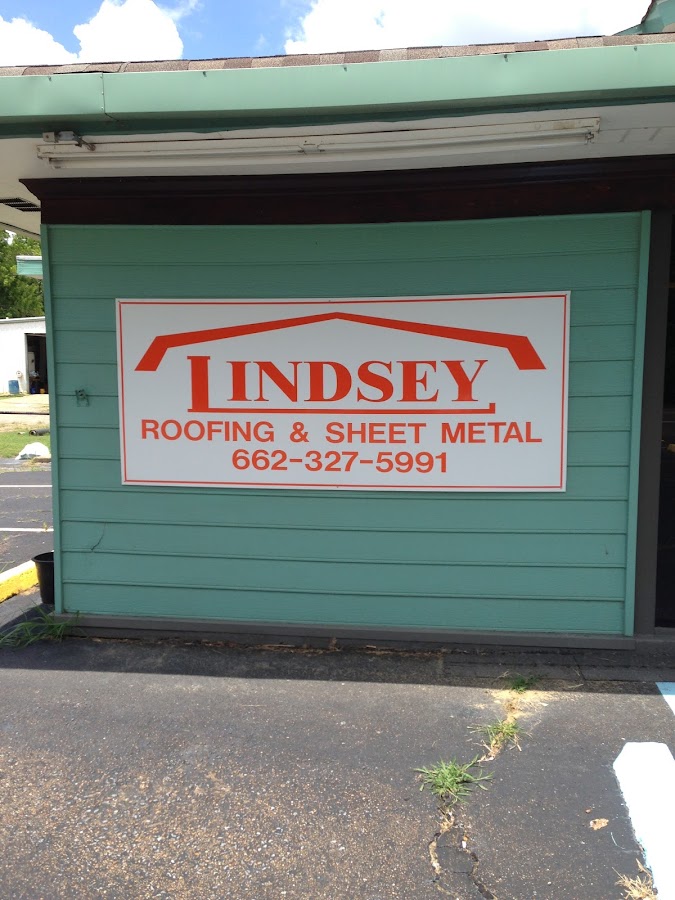 LINDSEY
ROOFING & SHEET METAL
662-327-5991